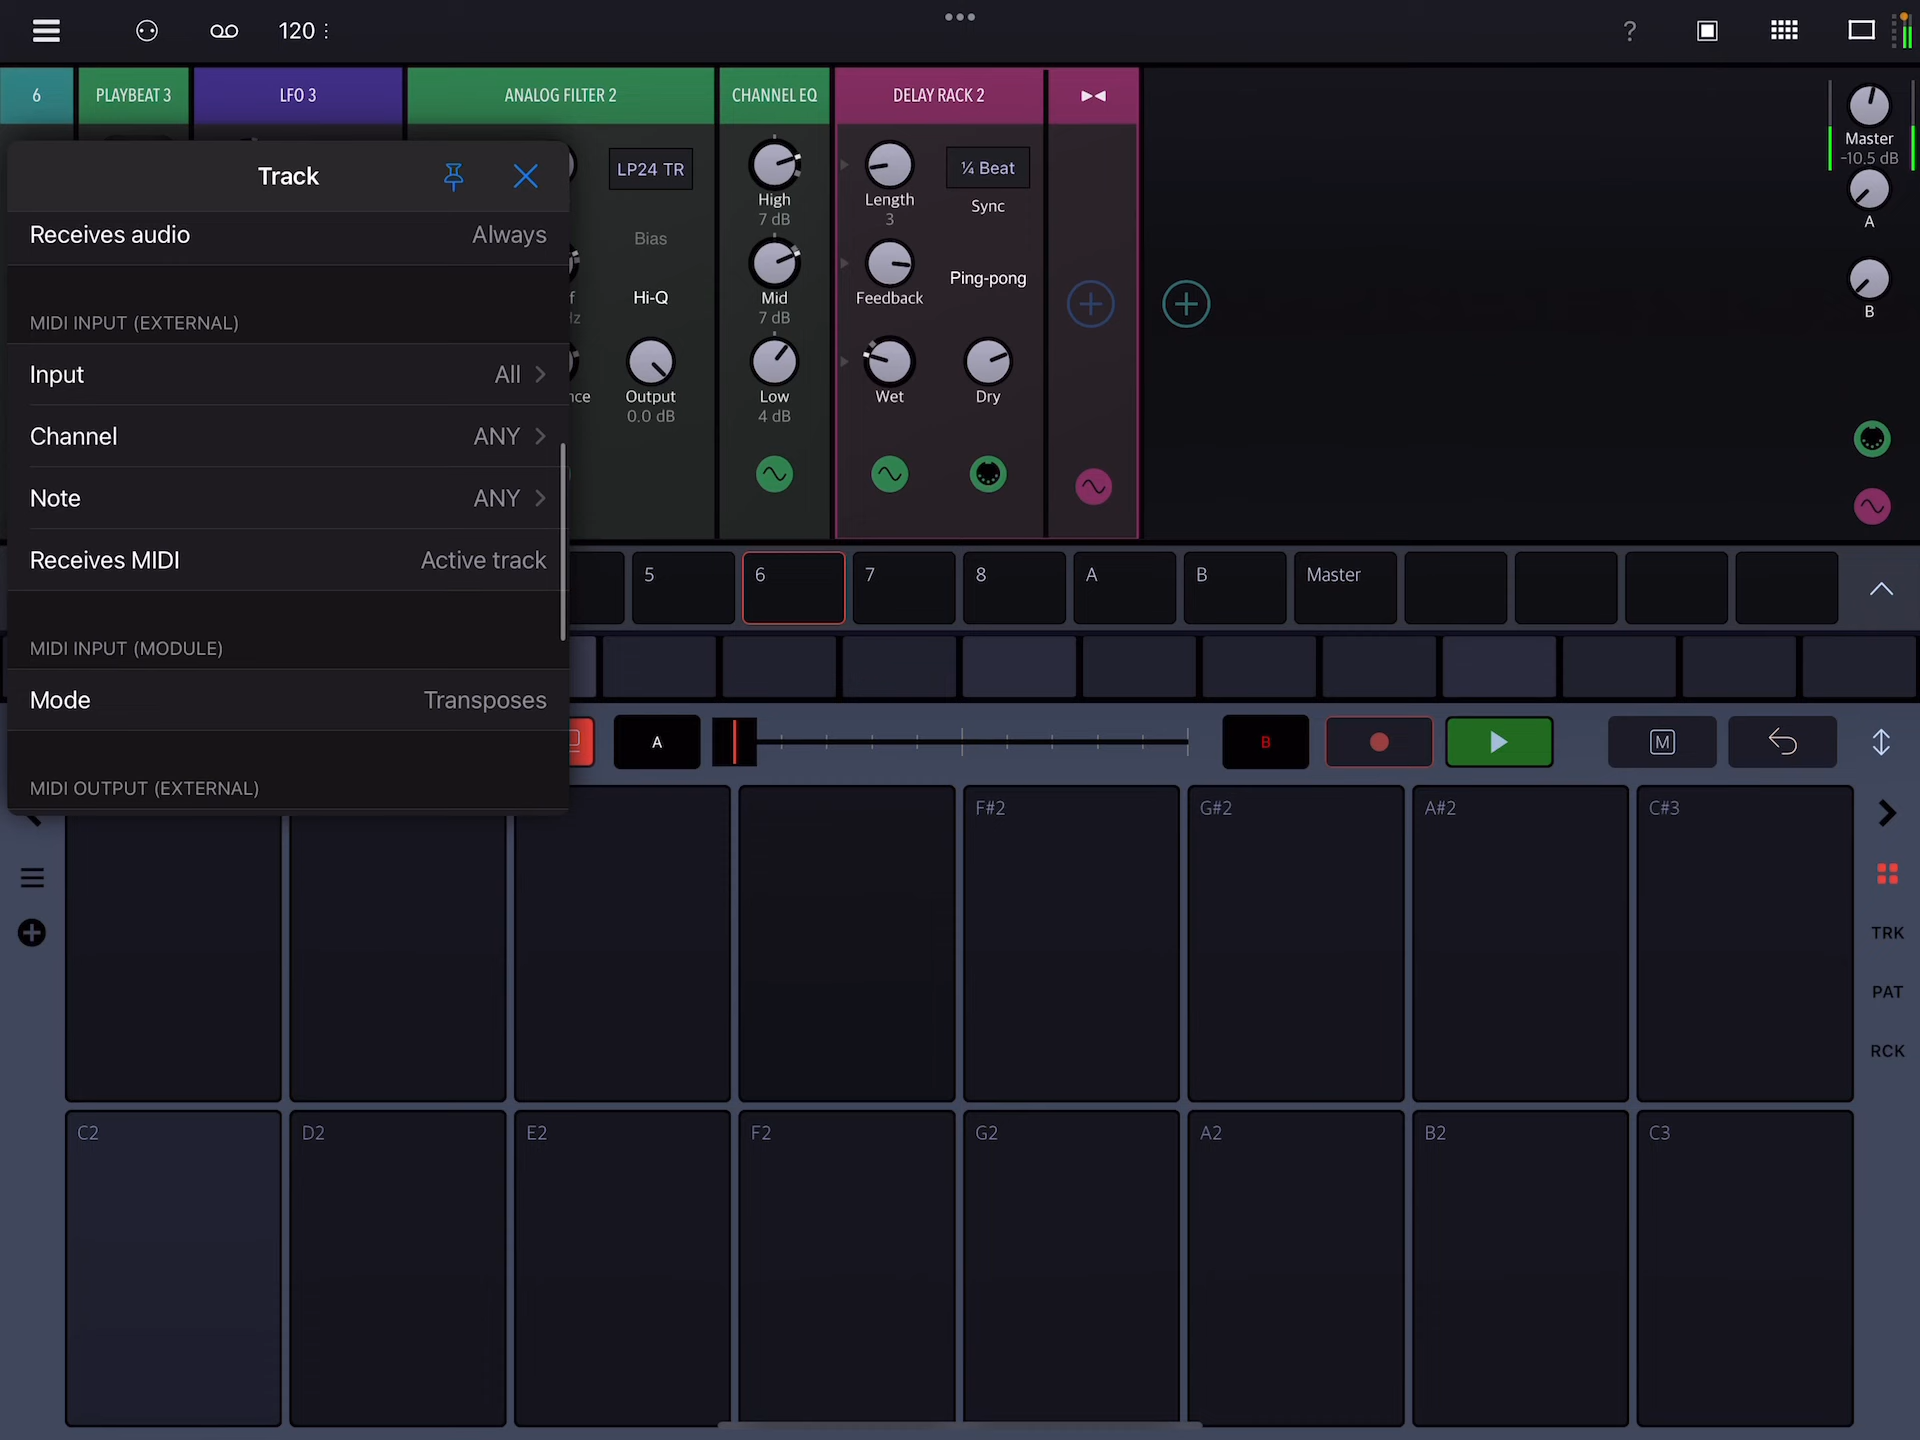 120
?
6
PLAYBEAT 3
LFO 3
ANALOG FILTER 2
CHANNEL EQ
DELAY RACK 2
Track
Receives audio
Always
MIDI INPUT (EXTERNAL)
Input
All
Channel
ANY
Note
ANY
Receives MIDI
Active track
MIDI INPUT (MODULE)
Mode
Transposes
MIDI OUTPUT (EXTERNAL)
LP24 TR
Bias
Hi-Q
Output
0.0 dB
High
7 dB
Mid
7 dB
Low
4 dB
Length
3
¼ Beat
Sync
Feedback
Ping-pong
Wet
Dry
Master
-10.5 dB
A
B
5
6
7
8
A
B
Master
A
B
M
F#2
G#2
A#2
C#3
TRK
PAT
RCK
C2
D2
E2
F2
G2
A2
B2
C3